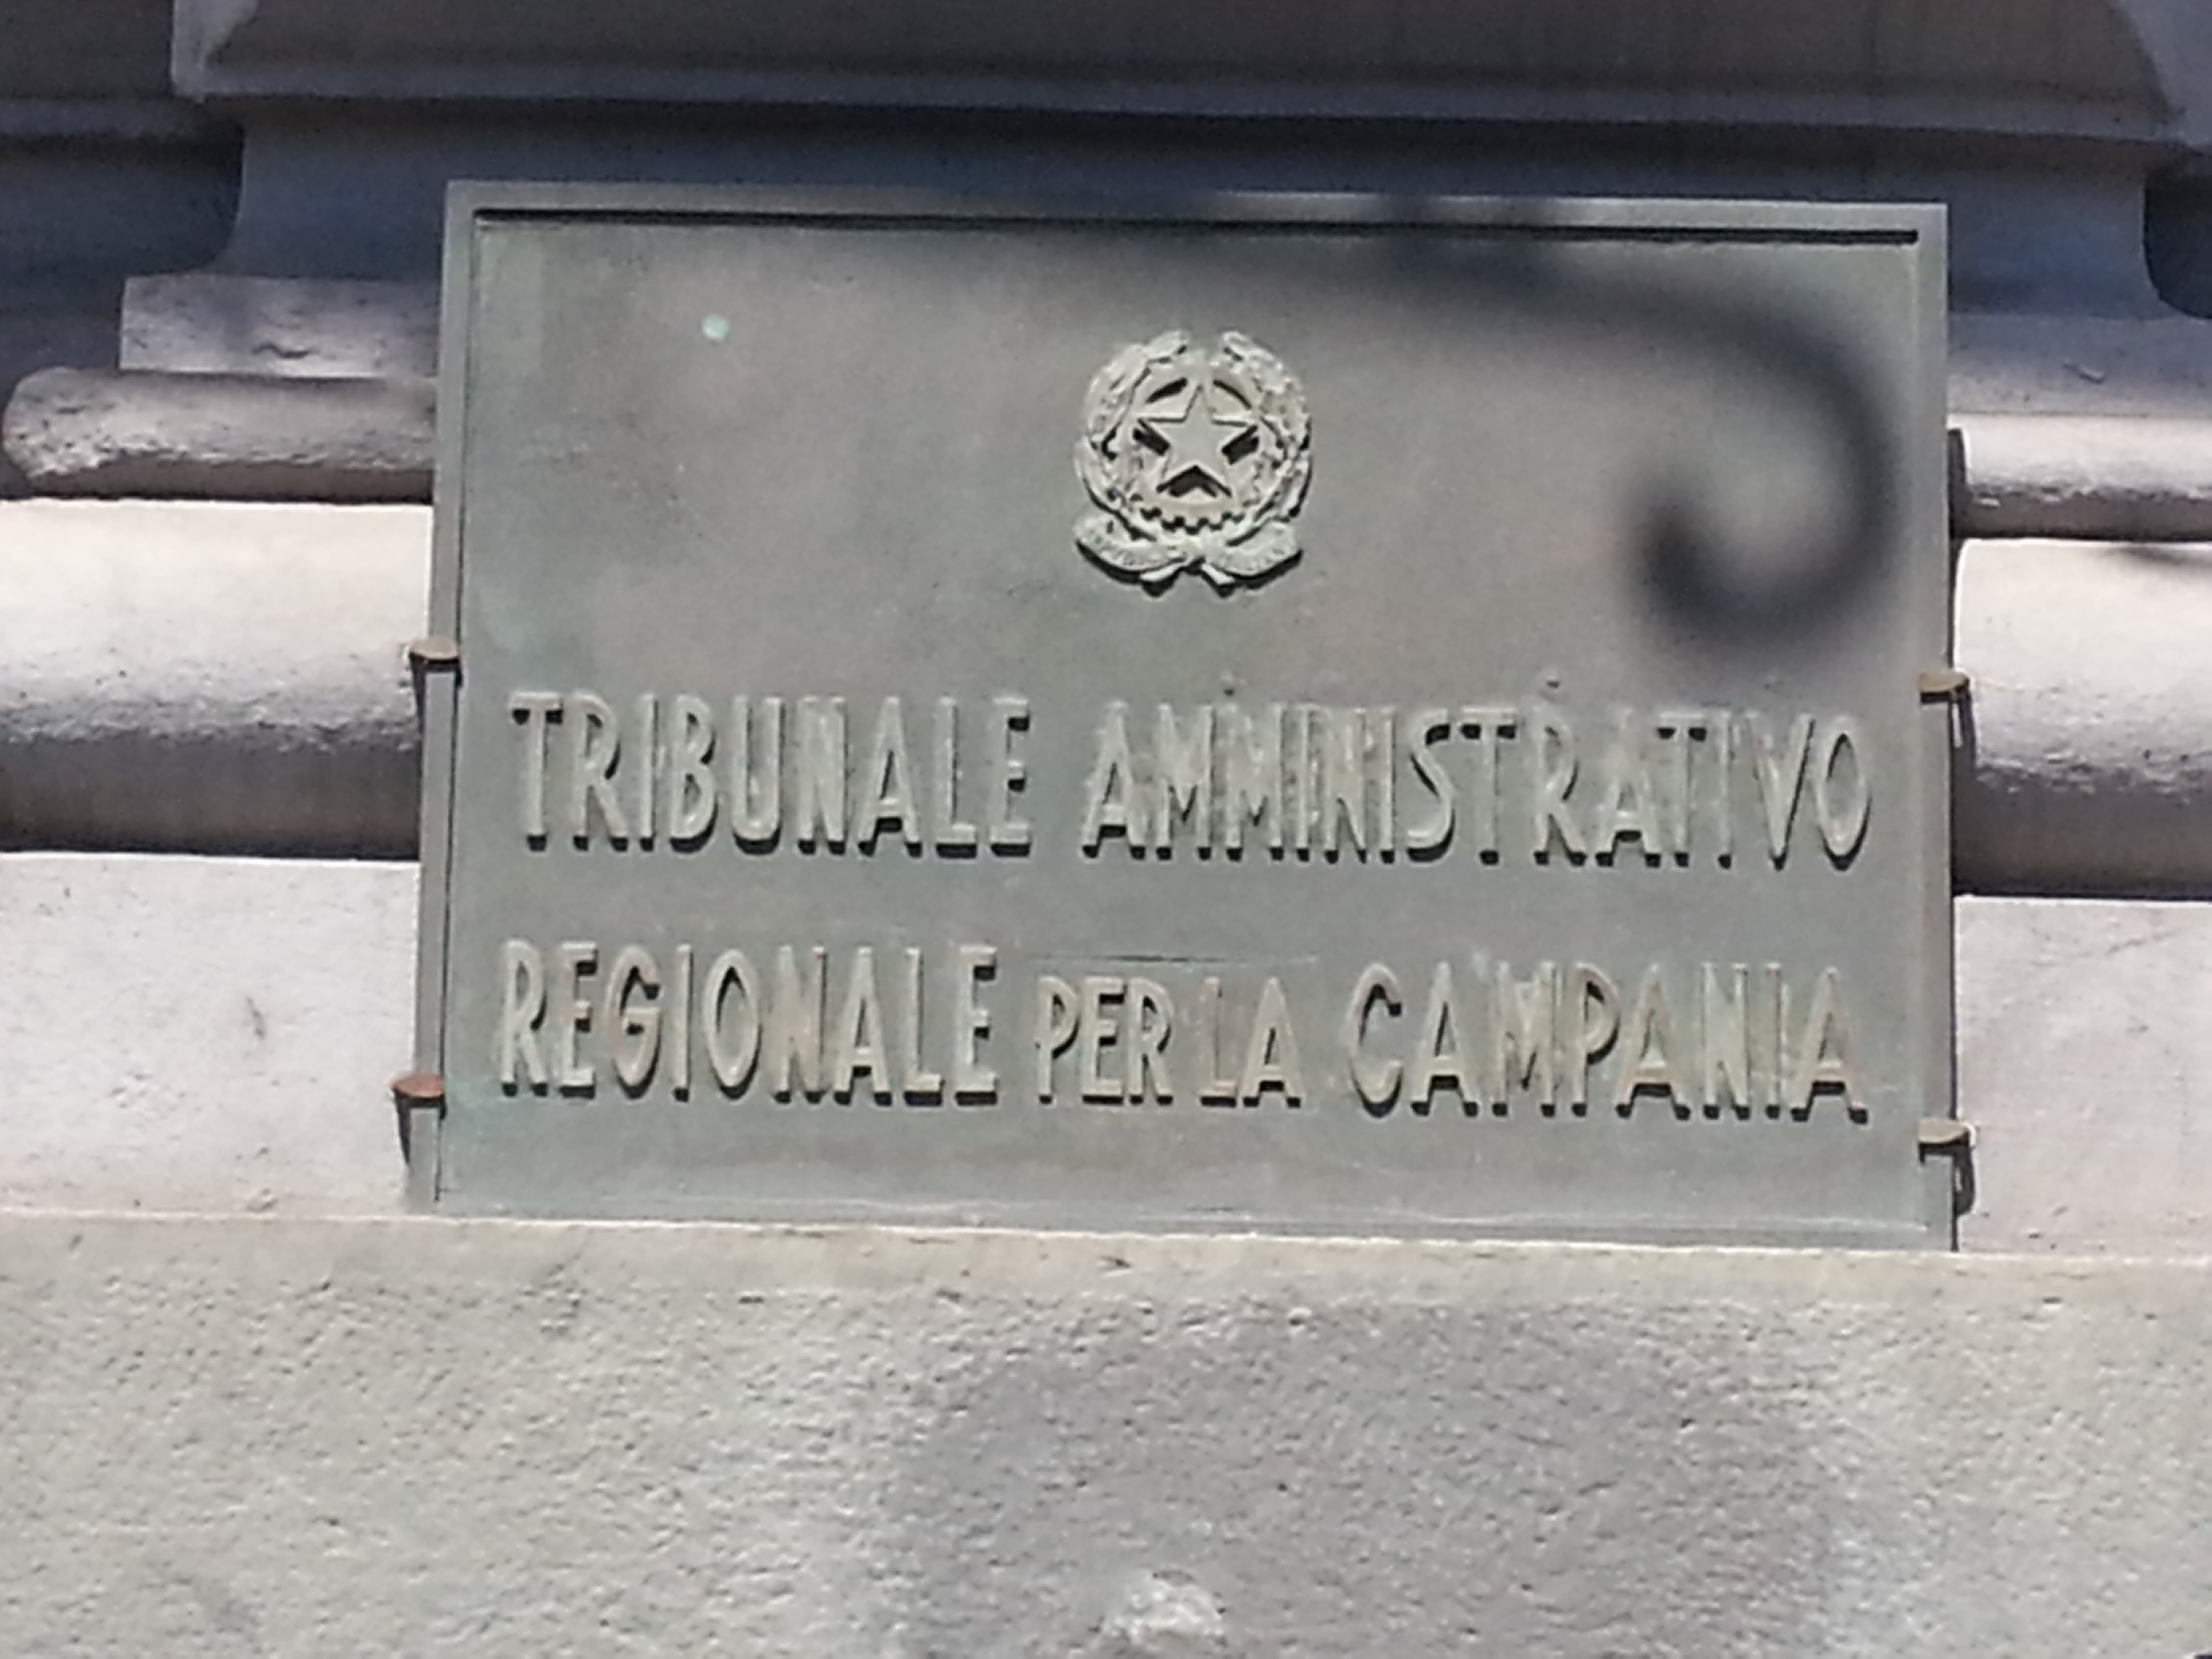 TRIBUNALE AMMINISTRATIVO
REGIONALE PER LA CAMPANIA